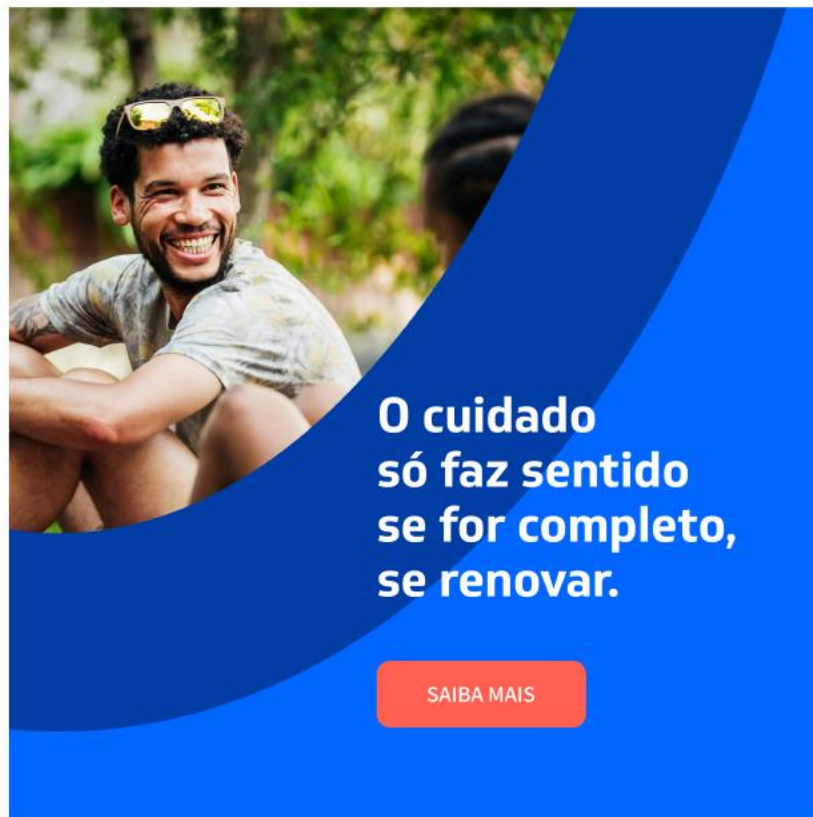 O cuidado
só faz sentido
se for completo,
se renovar.
SAIBA MAIS